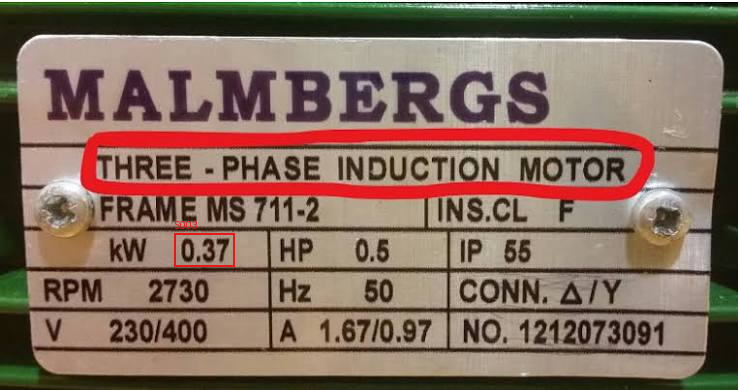 MALMBERGS
THREE - PHASE INDUCTION MOTOR
FRAME MS 711-2 INS.CL F
kW 0.37 HP 0.5 IP 55
RPM 2730 Hz 50 CONN. Δ/Y
V 230/400 A 1.67/0.97 NO. 1212073091